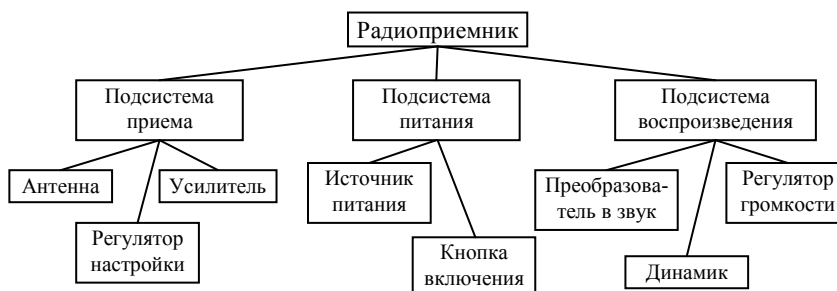 Радиоприемник
Подсистема
приема
Подсистема
питания
Подсистема
воспроизведения
Антенна
Усилитель
Регулятор
настройки
Источник
питания
Кнопка
включения
Преобразова-
тель в звук
Регулятор
громкости
Динамик